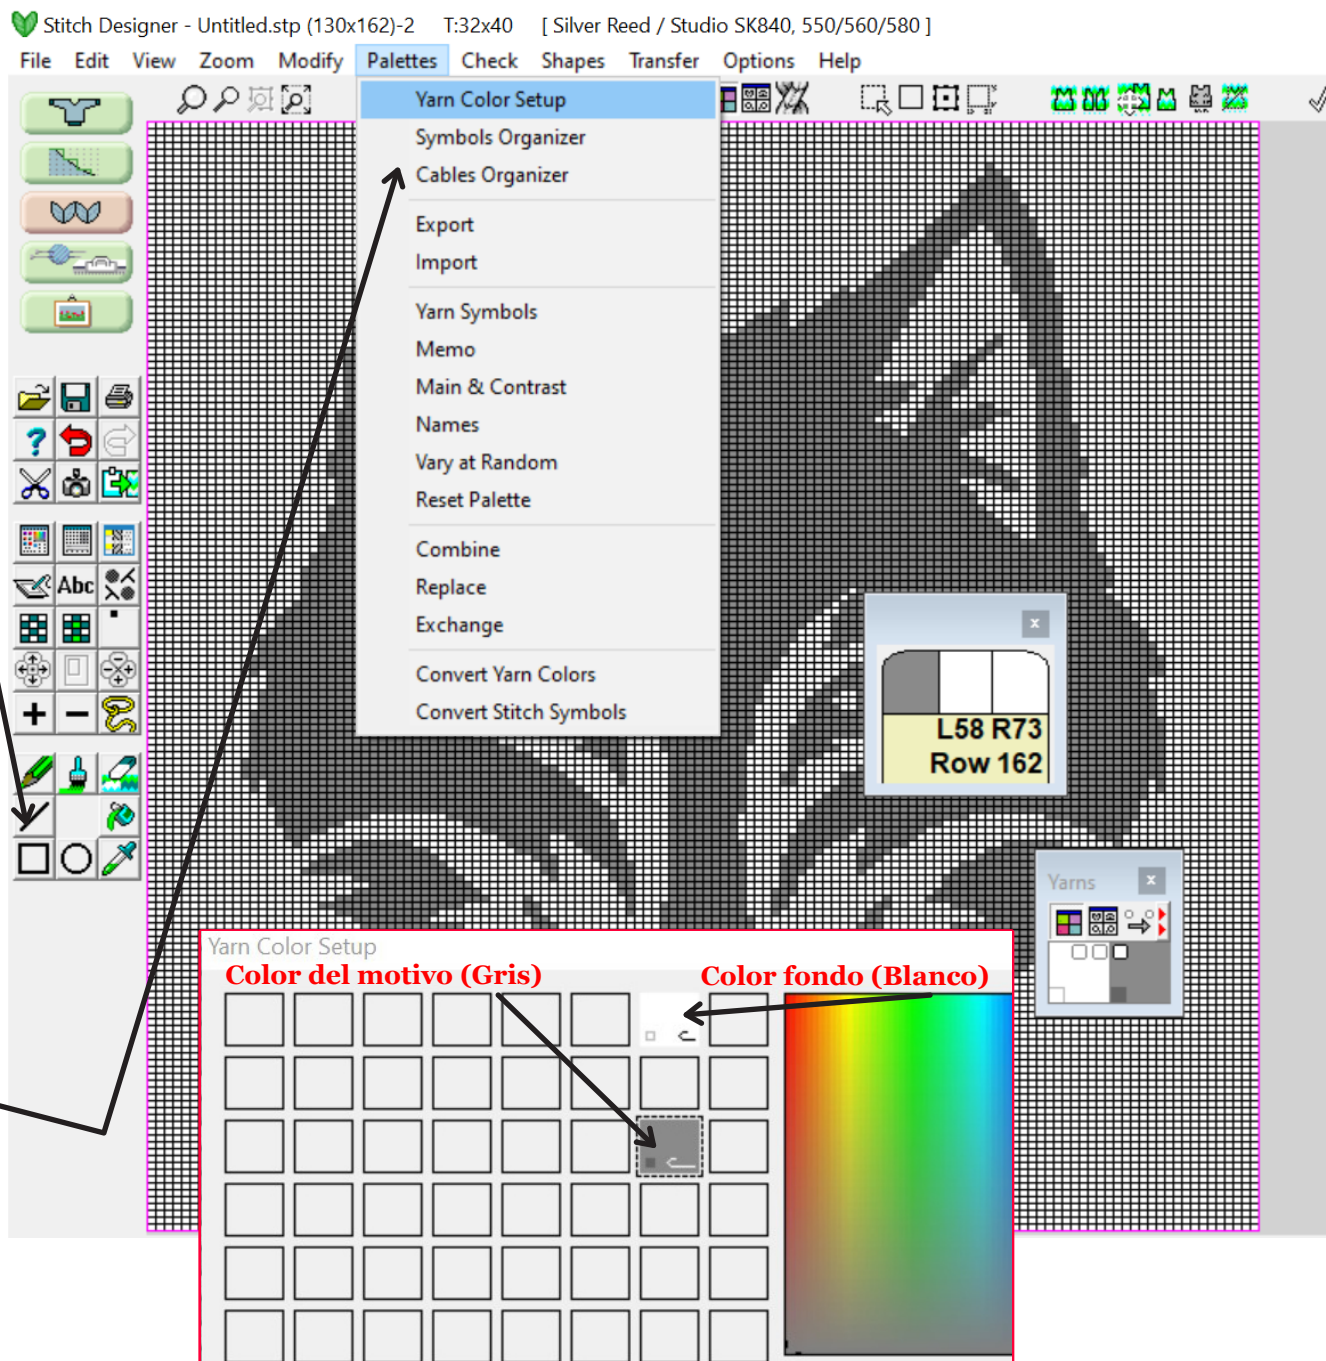 Stitch Designer - Untitled.stp (130x162)-2 T:32x40 [ Silver Reed / Studio SK840, 550/560/580 ]
File Edit View Zoom Modify Palettes Check Shapes Transfer Options Help
Yarn Color Setup
Symbols Organizer
Cables Organizer
Export
Import
Yarn Symbols
Memo
Main & Contrast
Names
Vary at Random
Reset Palette
Combine
Replace
Exchange
Convert Yarn Colors
Convert Stitch Symbols
Abc
x
L58 R73
Row 162
Yarns x
Yarn Color Setup
Color del motivo (Gris) Color fondo (Blanco)